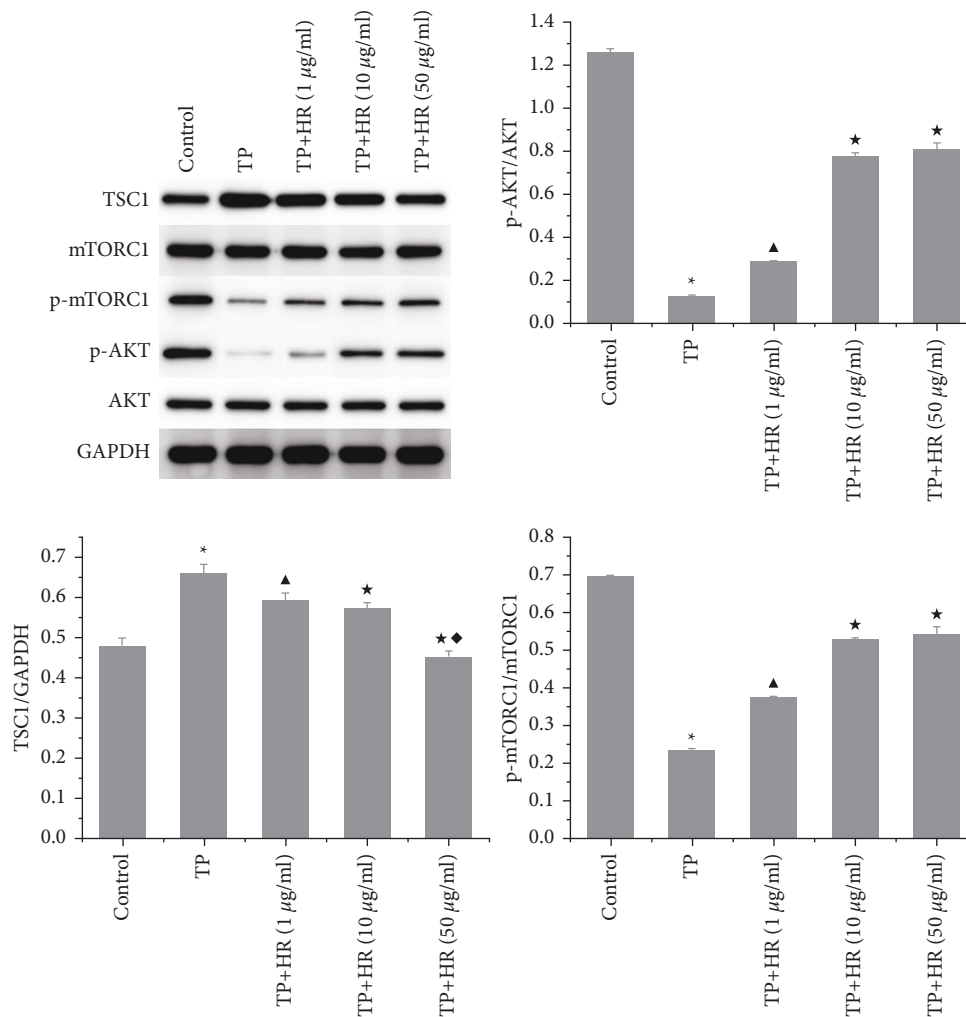 Control
TP
TP+HR (1 μg/ml)
TP+HR (10 μg/ml)
TP+HR (50 μg/ml)
TSC1
mTORC1
p-mTORC1
p-AKT
AKT
GAPDH
p-AKT/AKT
1.4
1.2
1.0
0.8
0.6
0.4
0.2
0.0
*
▲
★
★
Control
TP
TP+HR (1 μg/ml)
TP+HR (10 μg/ml)
TP+HR (50 μg/ml)
TSC1/GAPDH
0.7
0.6
0.5
0.4
0.3
0.2
0.1
0.0
*
▲
★
★ ◆
Control
TP
TP+HR (1 μg/ml)
TP+HR (10 μg/ml)
TP+HR (50 μg/ml)
p-mTORC1/mTORC1
0.8
0.7
0.6
0.5
0.4
0.3
0.2
0.1
0.0
*
▲
★
★
Control
TP
TP+HR (1 μg/ml)
TP+HR (10 μg/ml)
TP+HR (50 μg/ml)